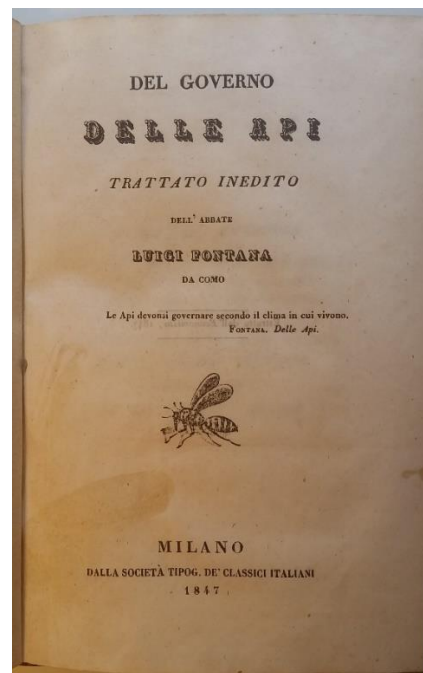 DEL GOVERNO
DELLE API
TRATTATO INEDITO
DELL' ABBATE
LUIGI FONTANA
DA COMO
Le Api devonsi governare secondo il clima in cui vivono.
FONTANA. Delle Api.
MILANO
DALLA SOCIETÀ TIPOG. DE' CLASSICI ITALIANI
1847